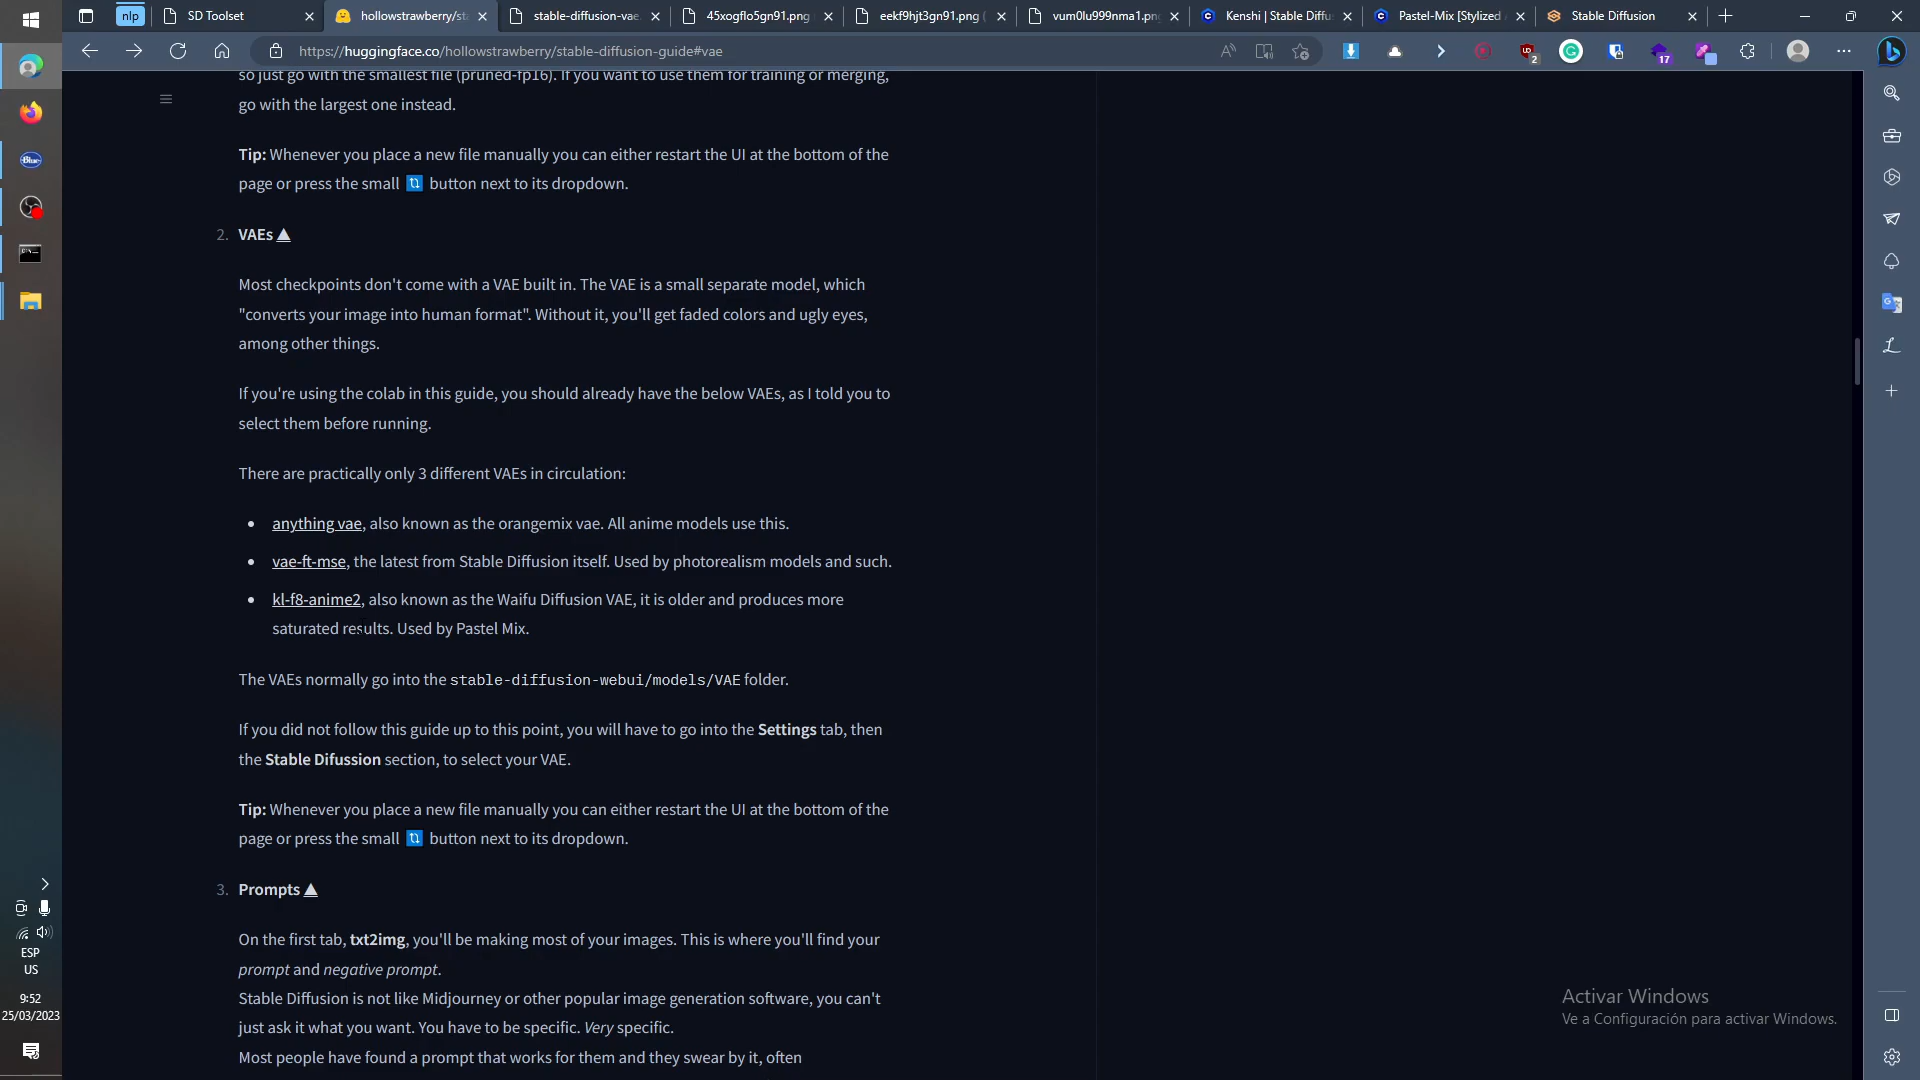 nlp
SD Toolset
hollowstrawberry/sta
stable-diffusion-vae
45xogflo5gn91.png
eekf9hjt3gn91.png (
vum0lu999nma1.pn
Kenshi | Stable Diffu
Pastel-Mix [Stylized
Stable Diffusion
https://huggingface.co/hollowstrawberry/stable-diffusion-guide#vae
2
17
so just go with the smallest file (pruned-fp16). If you want to use them for training or merging,
go with the largest one instead.
Tip: Whenever you place a new file manually you can either restart the UI at the bottom of the
page or press the small 🔃 button next to its dropdown.
2. VAEs ▲
Most checkpoints don't come with a VAE built in. The VAE is a small separate model, which
"converts your image into human format". Without it, you'll get faded colors and ugly eyes,
among other things.
If you're using the colab in this guide, you should already have the below VAEs, as I told you to
select them before running.
There are practically only 3 different VAEs in circulation:
• anything vae, also known as the orangemix vae. All anime models use this.
• vae-ft-mse, the latest from Stable Diffusion itself. Used by photorealism models and such.
• kl-f8-anime2, also known as the Waifu Diffusion VAE, it is older and produces more
saturated results. Used by Pastel Mix.
The VAEs normally go into the stable-diffusion-webui/models/VAE folder.
If you did not follow this guide up to this point, you will have to go into the Settings tab, then
the Stable Difussion section, to select your VAE.
Tip: Whenever you place a new file manually you can either restart the UI at the bottom of the
page or press the small 🔃 button next to its dropdown.
3. Prompts ▲
On the first tab, txt2img, you'll be making most of your images. This is where you'll find your
prompt and negative prompt.
Stable Diffusion is not like Midjourney or other popular image generation software, you can't
just ask it what you want. You have to be specific. Very specific.
Most people have found a prompt that works for them and they swear by it, often
Blue
ESP
US
9:52
25/03/2023
Activar Windows
Ve a Configuración para activar Windows.